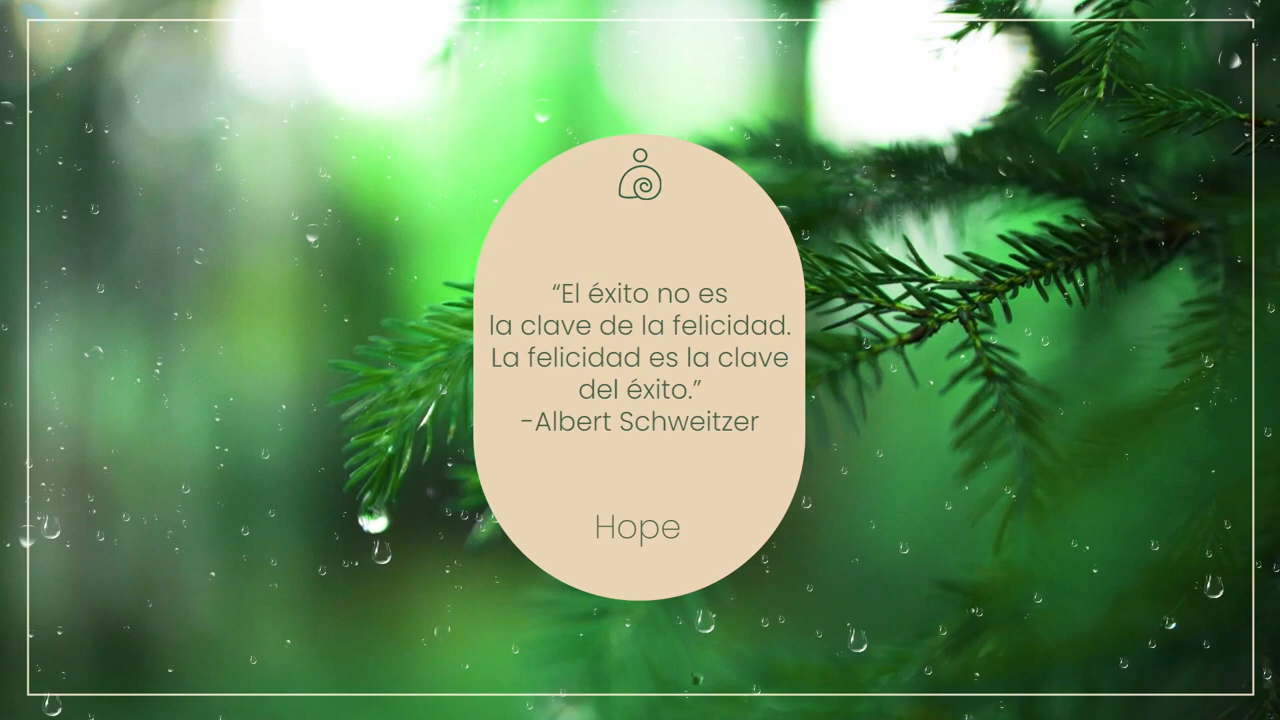 “El éxito no es
la clave de la felicidad.
La felicidad es la clave
del éxito.”
-Albert Schweitzer
Hope